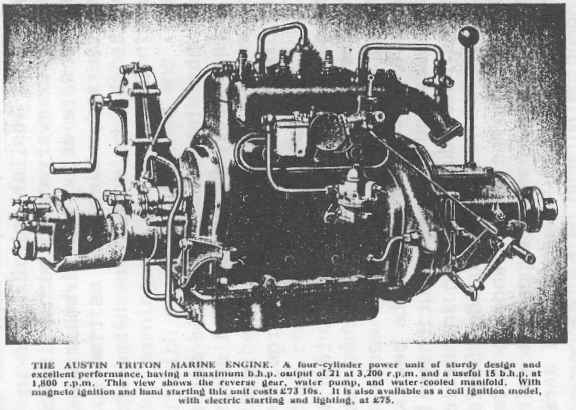 THE AUSTIN TRITON MARINE ENGINE. A four-cylinder power unit of sturdy design and
excellent performance, having a maximum b.h.p. output of 21 at 3,200 r.p.m. and a useful 15 b.h.p. at
1,800 r.p.m. This view shows the reverse gear, water pump, and water-cooled manifold. With
magneto ignition and hand starting this unit costs £73 10s. It is also available as a coil ignition model,
with electric starting and lighting, at £75.